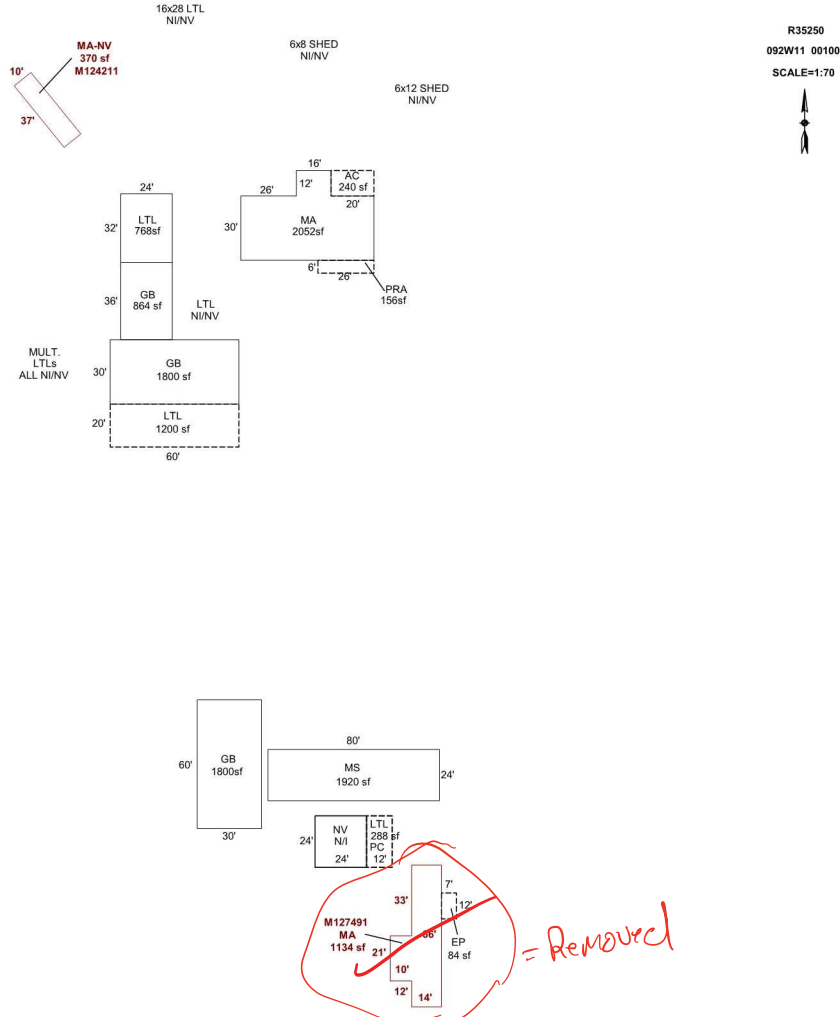 16x28 LTL
NI/NV
R35250
092W11 00100
SCALE=1:70
6x8 SHED
NI/NV
MA-NV
370 sf
M124211
10'
37'
6x12 SHED
NI/NV
16'
AC
240 sf
12'
20'
26'
30'
MA
2052sf
6'
26'
PRA
156sf
24'
32'
LTL
768sf
36'
GB
864 sf
LTL
NI/NV
MULT.
LTLs
ALL NI/NV
30'
GB
1800 sf
20'
LTL
1200 sf
60'
60'
GB
1800sf
30'
80'
MS
1920 sf
24'
24'
NV
N/I
24'
LTL
288 sf
PC
12'
33'
7'
12'
M127491
MA
1134 sf
21'
EP
84 sf
10'
12'
14'
= Removed